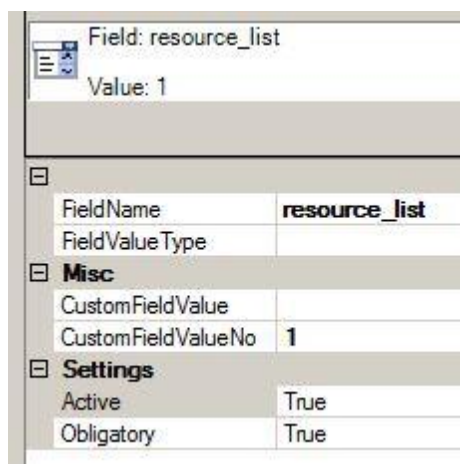 Field: resource_list
Value: 1
FieldName resource_list
FieldValueType
Misc
CustomFieldValue
CustomFieldValueNo 1
Settings
Active True
Obligatory True